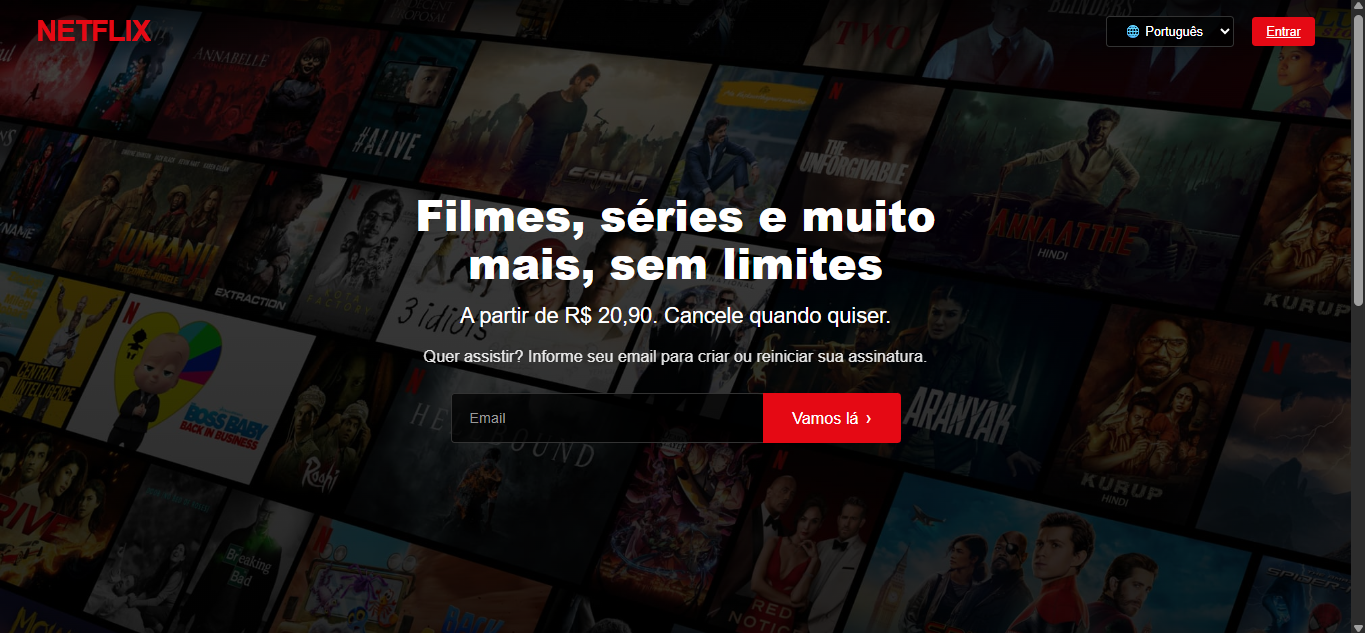 NETFLIX
🌐 Português
Entrar
Filmes, séries e muito
mais, sem limites
A partir de R$ 20,90. Cancele quando quiser.
Quer assistir? Informe seu email para criar ou reiniciar sua assinatura.
Email
Vamos lá ›
PROPOSAL
TWO
BLINDERS
ANNABELLE
#ALIVE
THE
UNFORGIVABLE
ANNAATTHE
HINDI
JUMANJI
EXTRACTION
3 idiots
KURUP
CENTRAL
INTELLIGENCE
BOSS BABY
BACK IN BUSINESS
Roohi
HELLBOUND
ARANYAK
KURUP
HINDI
DRIVE
Breaking
Bad
RED
NOTICE
SPIDER-